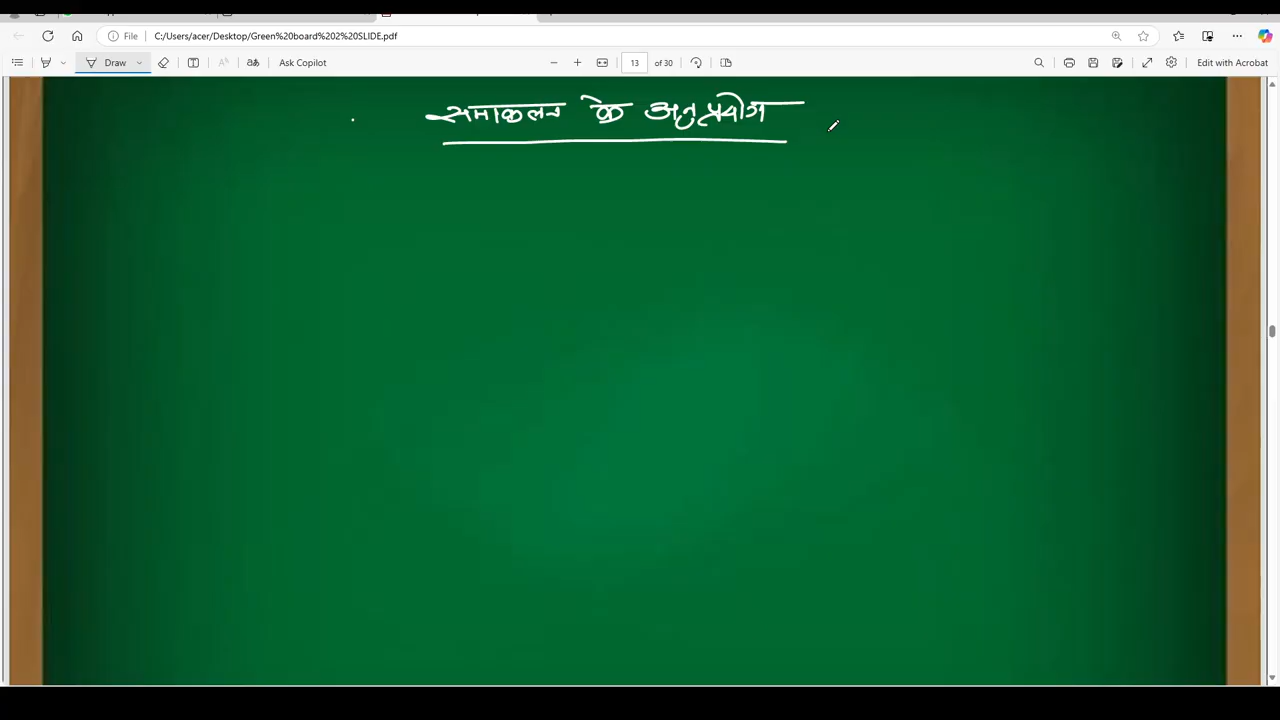 File C:/Users/acer/Desktop/Green%20board%202%20SLIDE.pdf
Draw Ask Copilot 13 of 30 Edit with Acrobat
समाकलन के अनुप्रयोग